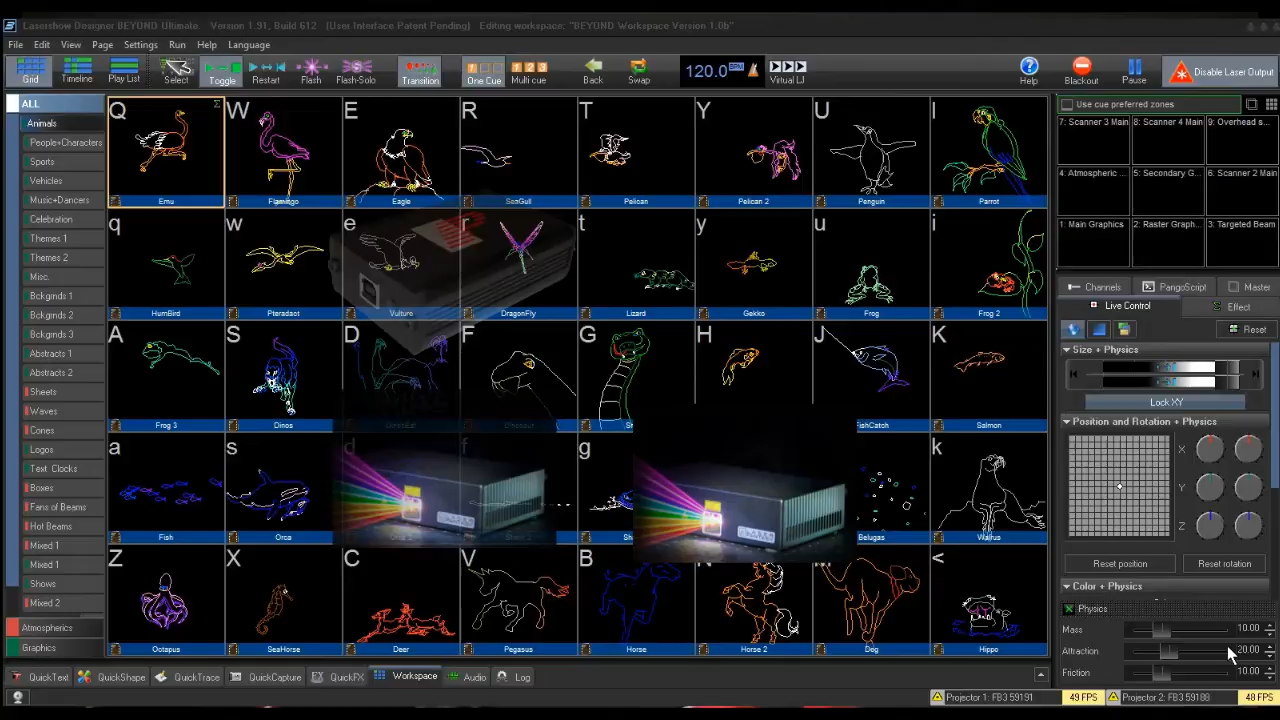 Lasershow Designer BEYOND Ultimate. Version 1.91, Build 612 [User Interface Patent Pending] Editing workspace: "BEYOND Workspace Version 1.0b"
File Edit View Page Settings Run Help Language
Grid Timeline Play List Select Toggle Restart Flash Flash-Solo Transition One Cue Multi cue Back Swap 120.0 BPM Virtual LJ Help Blackout Pause Disable Laser Output
ALL
Animals
People+Characters
Sports
Vehicles
Music+Dancers
Celebration
Themes 1
Themes 2
Misc.
Bckgrnds 1
Bckgrnds 2
Bckgrnds 3
Abstracts 1
Abstracts 2
Sheets
Waves
Cones
Logos
Text Clocks
Boxes
Fans of Beams
Hot Beams
Mixed 1
Mixed 1
Shows
Mixed 2
Atmospherics
Graphics
Q W E R T Y U I
Emu Flamingo Eagle SeaGull Pelican Pelican 2 Penguin Parrot
q w e r t y u i
HumBird Pteradact Vulture DragonFly Lizard Gekko Frog Frog 2
A S D F G H J K
Frog 3 Dinos DinosEat Dinosaur FishCatch Salmon
a s d f g k
Fish Orca Belugas Walrus
Z X C V B N M <
Octapus SeaHorse Deer Pegasus Horse Horse 2 Dog Hippo
Use cue preferred zones
7: Scanner 3 Main 8: Scanner 4 Main 9: Overhead s...
4: Atmospheric ... 5: Secondary G... 6: Scanner 2 Main
1: Main Graphics 2: Raster Graph... 3: Targeted Beam
Channels PangoScript Master
Live Control Effect
Reset
Size + Physics
Lock XY
Position and Rotation + Physics
X
Y
Z
Reset position Reset rotation
Color + Physics
Physics
Mass 10.00
Attraction 20.00
Friction 10.00
QuickText QuickShape QuickTrace QuickCapture QuickFX Workspace Audio Log
Projector 1: FB3 59191 49 FPS Projector 2: FB3 59188 48 FPS